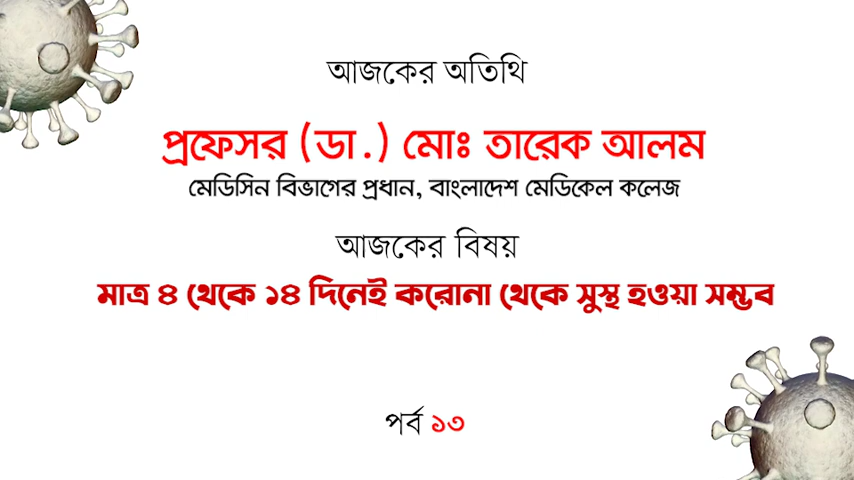 আজকের অতিথি
প্রফেসর (ডা.) মোঃ তারেক আলম
মেডিসিন বিভাগের প্রধান, বাংলাদেশ মেডিকেল কলেজ
আজকের বিষয়
মাত্র ৪ থেকে ১৪ দিনেই করোনা থেকে সুস্থ হওয়া সম্ভব
পর্ব ১৩